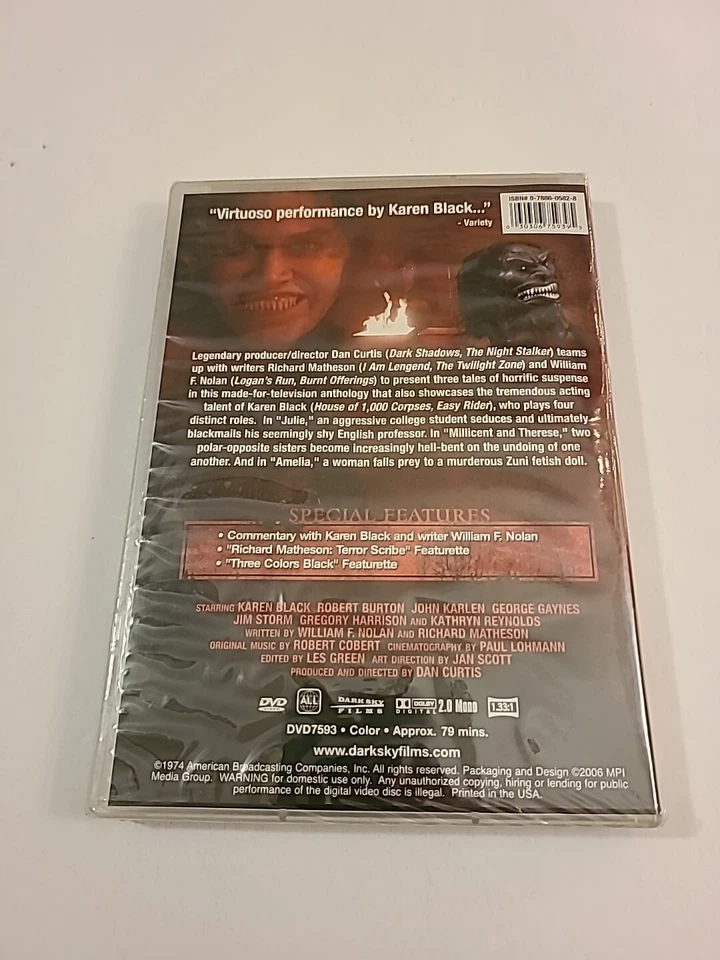 "Virtuoso performance by Karen Black..."
- Variety
ISBN# 0-7886-0582-8
0 30306 75939 3
Legendary producer/director Dan Curtis (Dark Shadows, The Night Stalker) teams
up with writers Richard Matheson (I Am Lengend, The Twilight Zone) and William
F. Nolan (Logan's Run, Burnt Offerings) to present three tales of horrific suspense
in this made-for-television anthology that also showcases the tremendous acting
talent of Karen Black (House of 1,000 Corpses, Easy Rider), who plays four
distinct roles. In "Julie," an aggressive college student seduces and ultimately
blackmails his seemingly shy English professor. In "Millicent and Therese," two
polar-opposite sisters become increasingly hell-bent on the undoing of one
another. And in "Amelia," a woman falls prey to a murderous Zuni fetish doll.
SPECIAL FEATURES
• Commentary with Karen Black and writer William F. Nolan
• "Richard Matheson: Terror Scribe" Featurette
• "Three Colors Black" Featurette
STARRING KAREN BLACK ROBERT BURTON JOHN KARLEN GEORGE GAYNES
JIM STORM GREGORY HARRISON AND KATHRYN REYNOLDS
WRITTEN BY WILLIAM F. NOLAN AND RICHARD MATHESON
ORIGINAL MUSIC BY ROBERT COBERT CINEMATOGRAPHY BY PAUL LOHMANN
EDITED BY LES GREEN ART DIRECTION BY JAN SCOTT
PRODUCED AND DIRECTED BY DAN CURTIS
DVD ALL DARK SKY FILMS DOLBY DIGITAL 2.0 Mono 1.33:1
DVD7593 • Color • Approx. 79 mins.
www.darkskyfilms.com
©1974 American Broadcasting Companies, Inc. All rights reserved. Packaging and Design ©2006 MPI
Media Group. WARNING for domestic use only. Any unauthorized copying, hiring or lending for public
performance of the digital video disc is illegal. Printed in the USA.